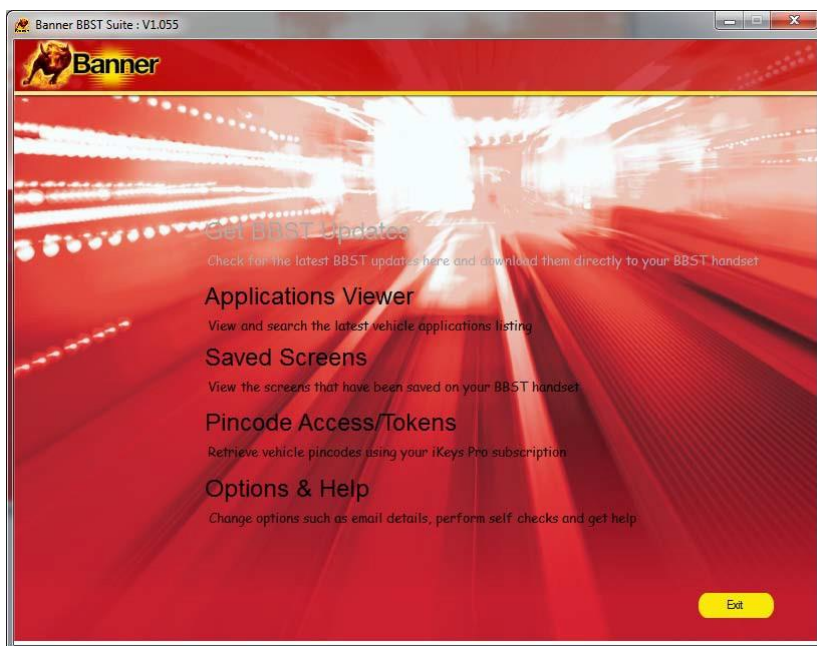 Banner BBST Suite : V1.055
Banner
Get BBST Updates
Check for the latest BBST updates here and download them directly to your BBST handset
Applications Viewer
View and search the latest vehicle applications listing
Saved Screens
View the screens that have been saved on your BBST handset
Pincode Access/Tokens
Retrieve vehicle pincodes using your iKeys Pro subscription
Options & Help
Change options such as email details, perform self checks and get help
Exit